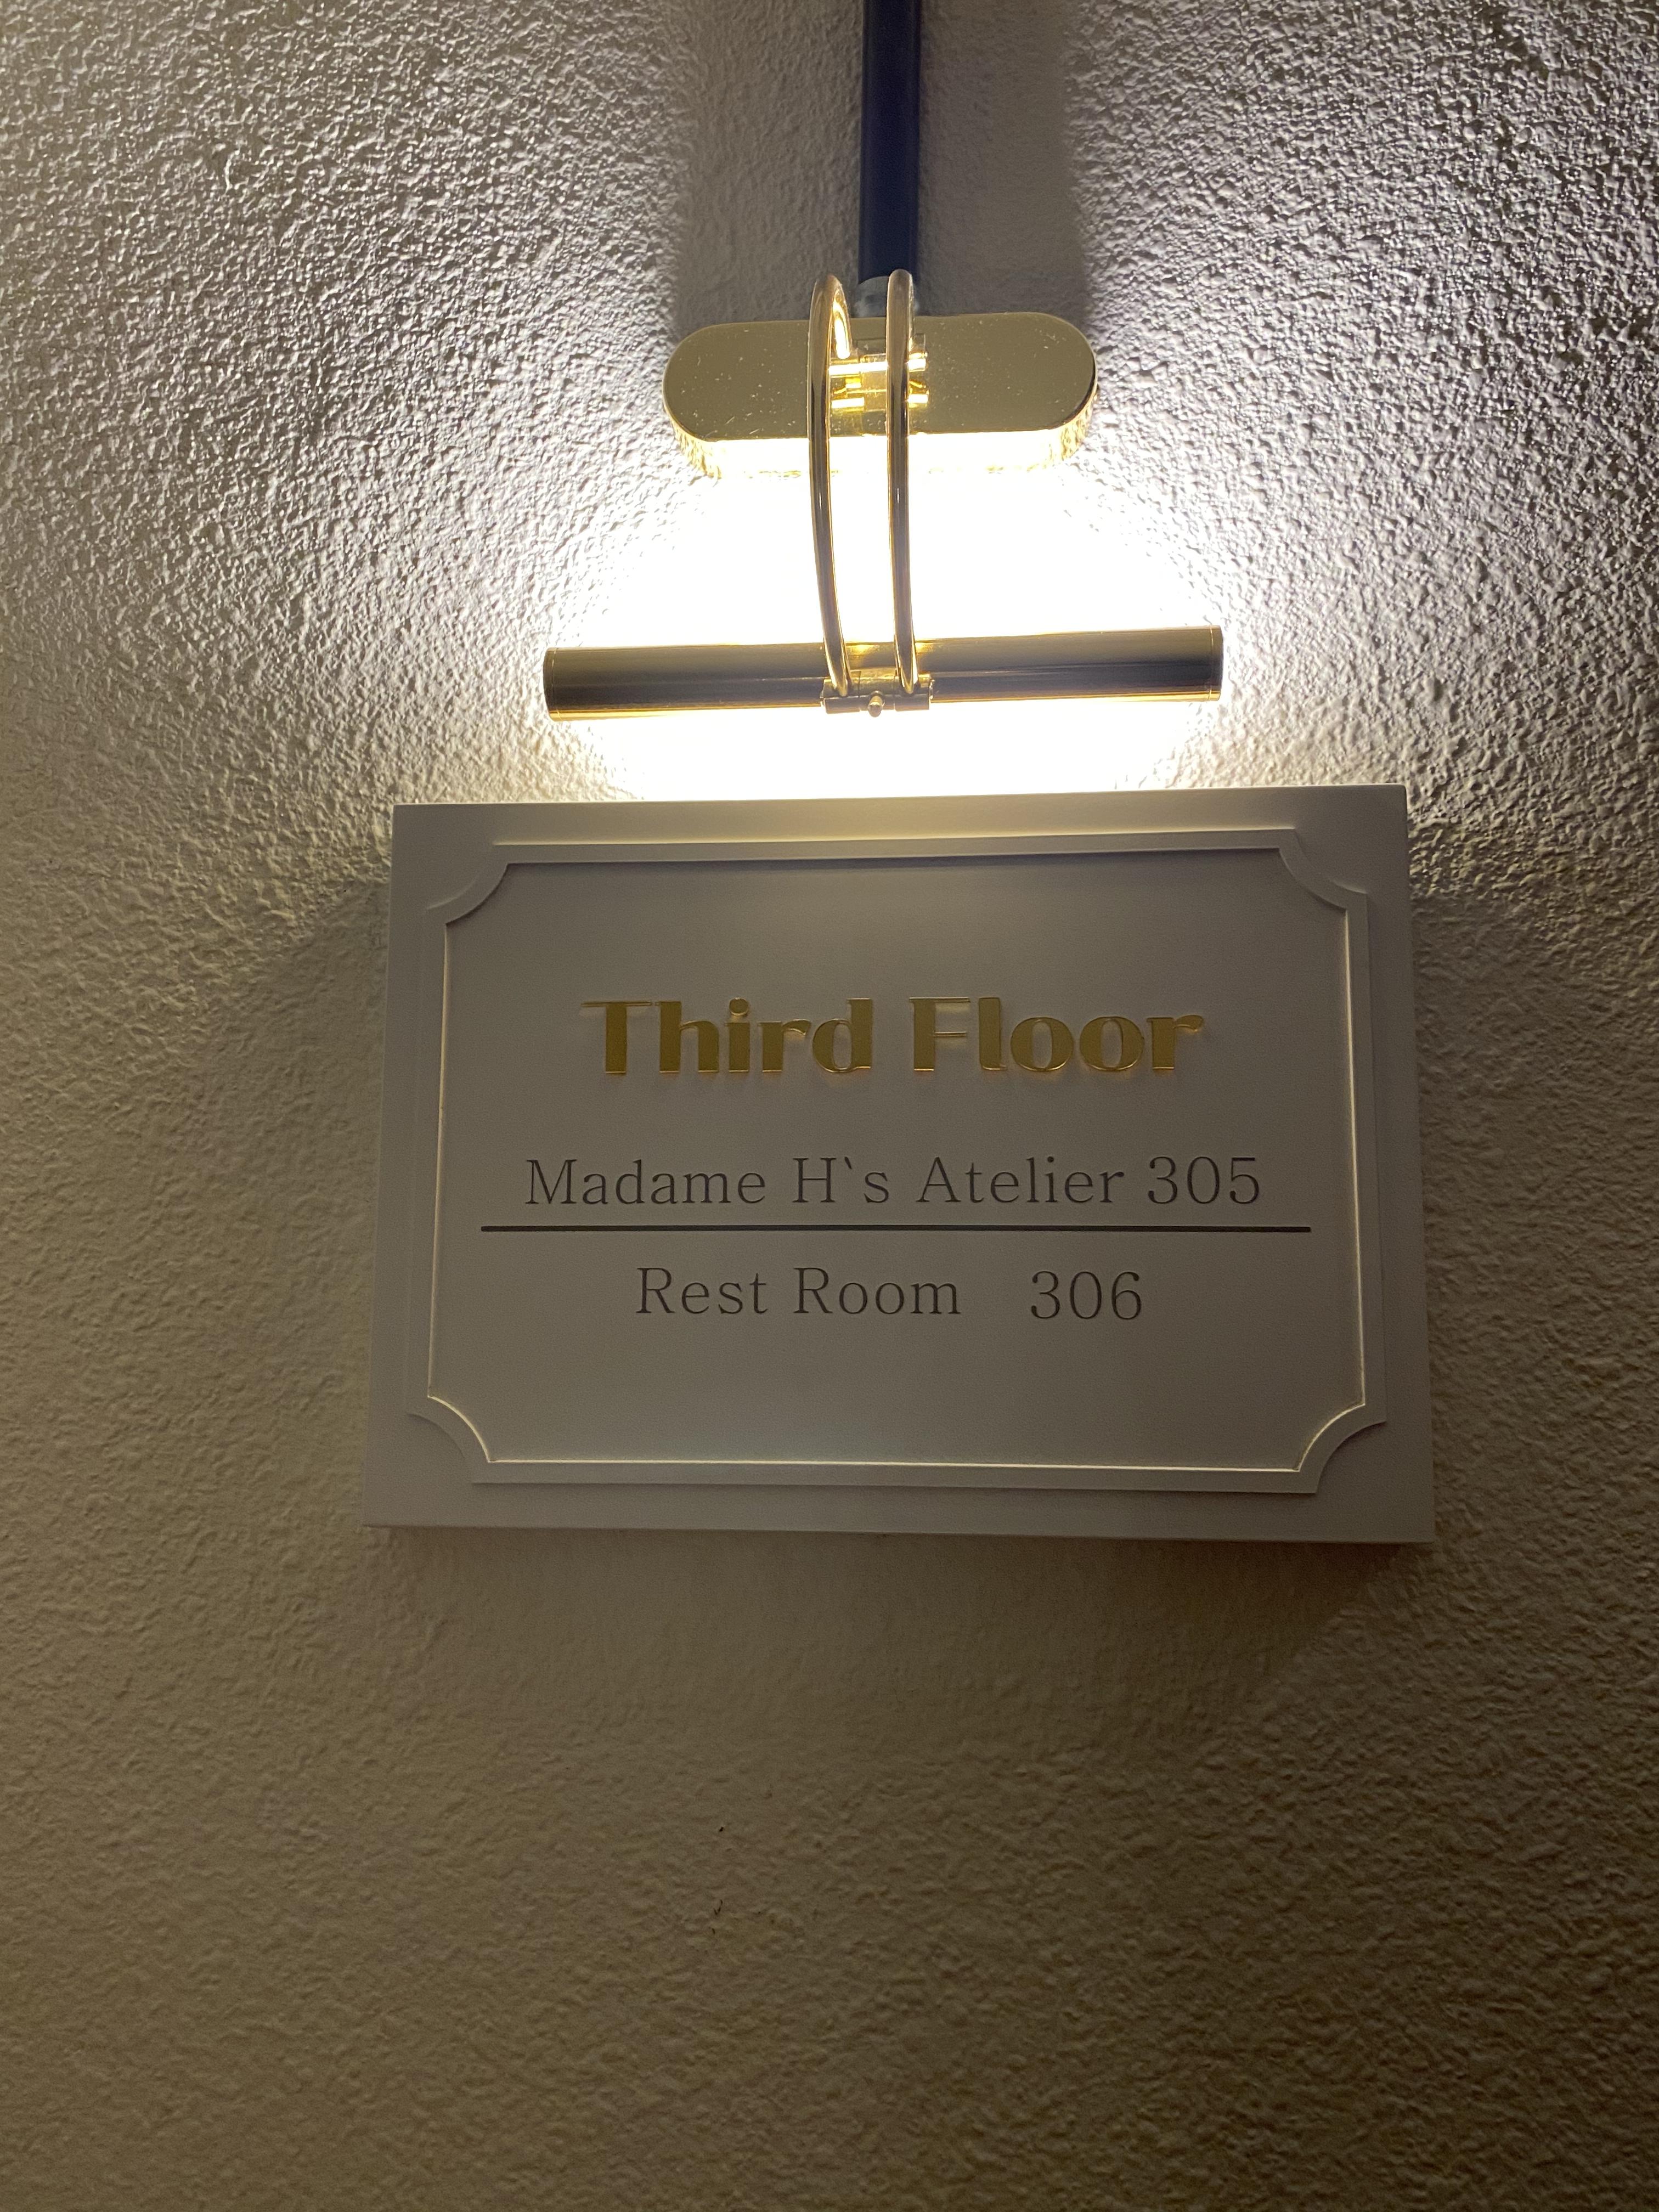 Third Floor
Madame H`s Atelier 305
Rest Room 306